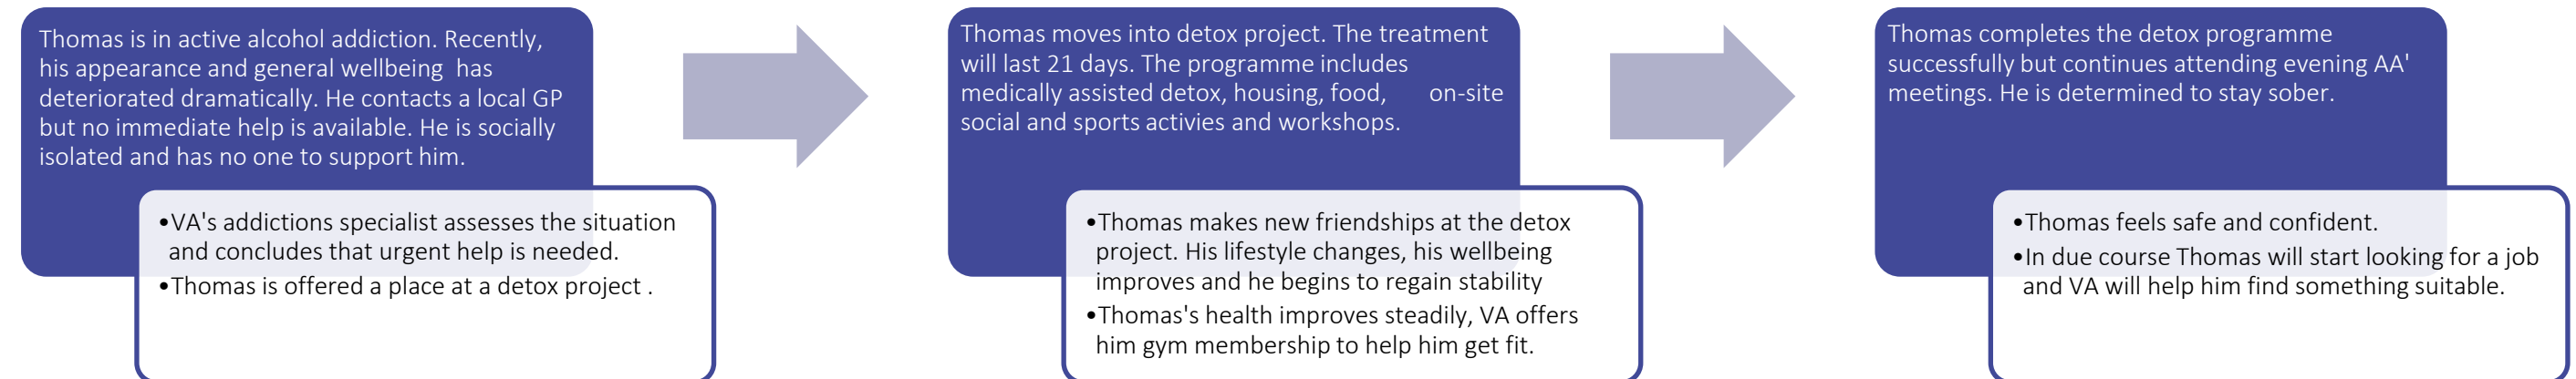 Thomas is in active alcohol addiction. Recently,
his appearance and general wellbeing  has
deteriorated dramatically. He contacts a local GP
but no immediate help is available. He is socially
isolated and has no one to support him.
•VA's addictions specialist assesses the situation
and concludes that urgent help is needed.
•Thomas is offered a place at a detox project .
Thomas moves into detox project. The treatment
will last 21 days. The programme includes
medically assisted detox, housing, food,     on-site
social and sports activies and workshops.
•Thomas makes new friendships at the detox
project. His lifestyle changes, his wellbeing
improves and he begins to regain stability
•Thomas's health improves steadily, VA offers
him gym membership to help him get fit.
Thomas completes the detox programme
successfully but continues attending evening AA'
meetings. He is determined to stay sober.
•Thomas feels safe and confident.
•In due course Thomas will start looking for a job
and VA will help him find something suitable.